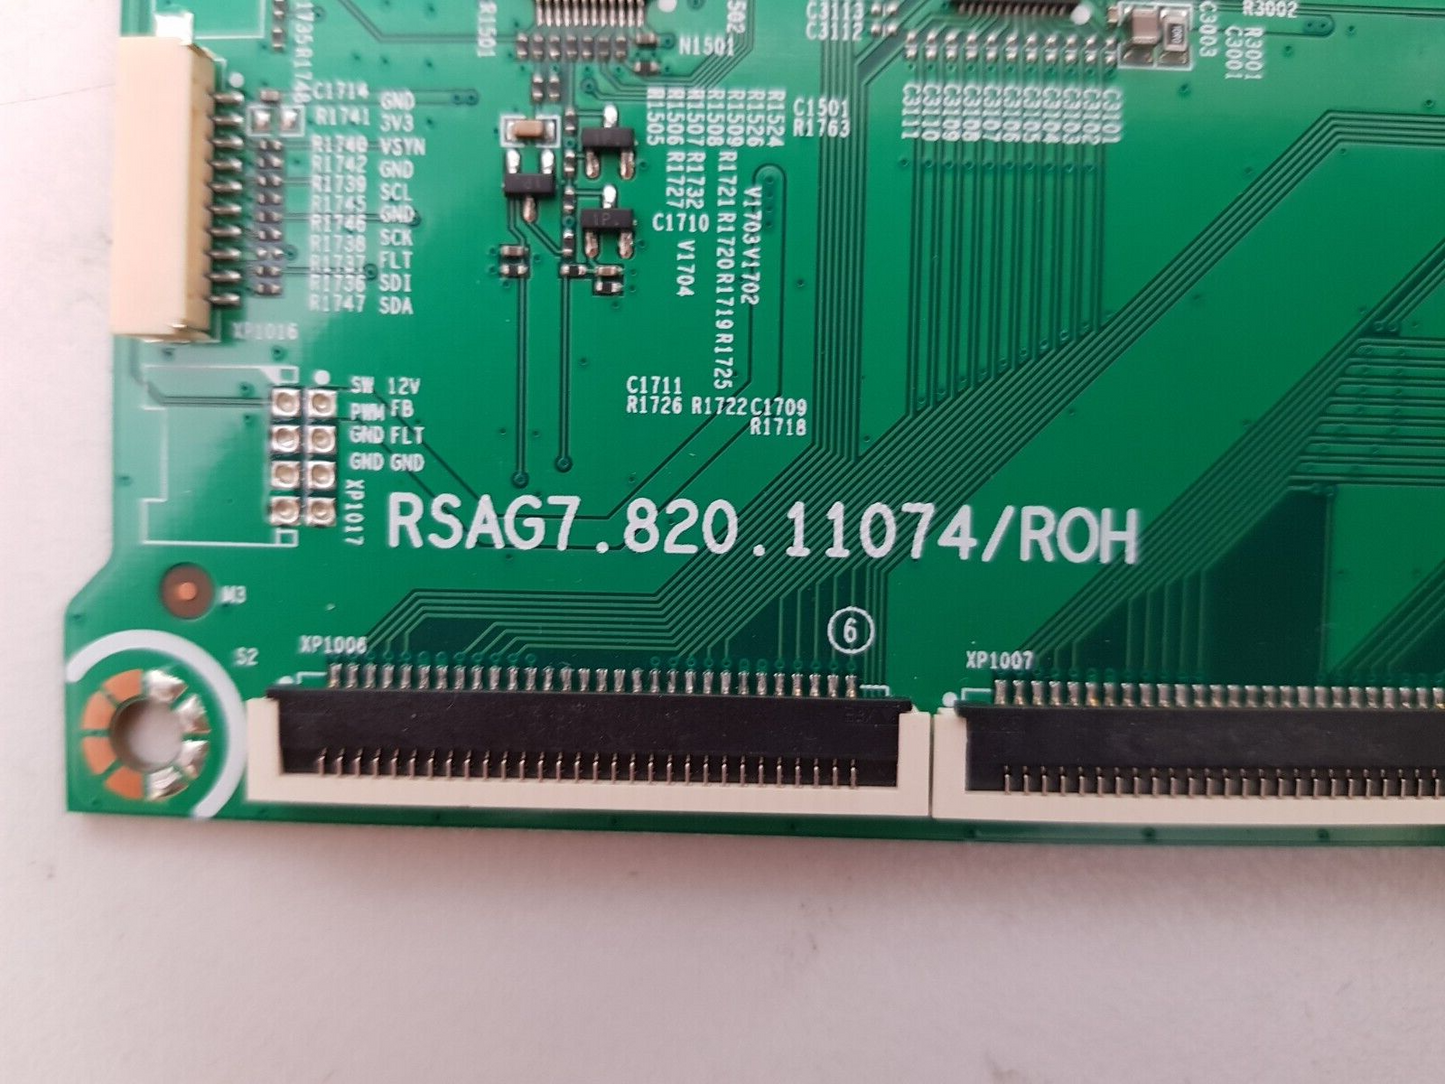 R1501
N1501
C3113
C3112
C3003
R3001
C3001
R3002
C1714
R1741
R1740
R1742
R1739
R1745
R1746
R1738
R1737
R1736
R1747
GND
3V3
VSYN
GND
SCL
GND
SCK
FLT
SDI
SDA
XP1016
R1505
R1506 R1727
R1507 R1732
R1508
R1509 R1721 R1720 R1719 R1725
R1526
R1524
C1501
R1763
C1710
V1704
V1703 V1702
C3111
C3110
C3109
C3108
C3107
C3106
C3105
C3104
C3103
C3102
C3101
1P.
C1711
R1726 R1722 C1709
R1718
SW 12V
PWM FB
GND FLT
GND GND
XP1017
RSAG7.820.11074/ROH
M3
S2
XP1006
6
XP1007